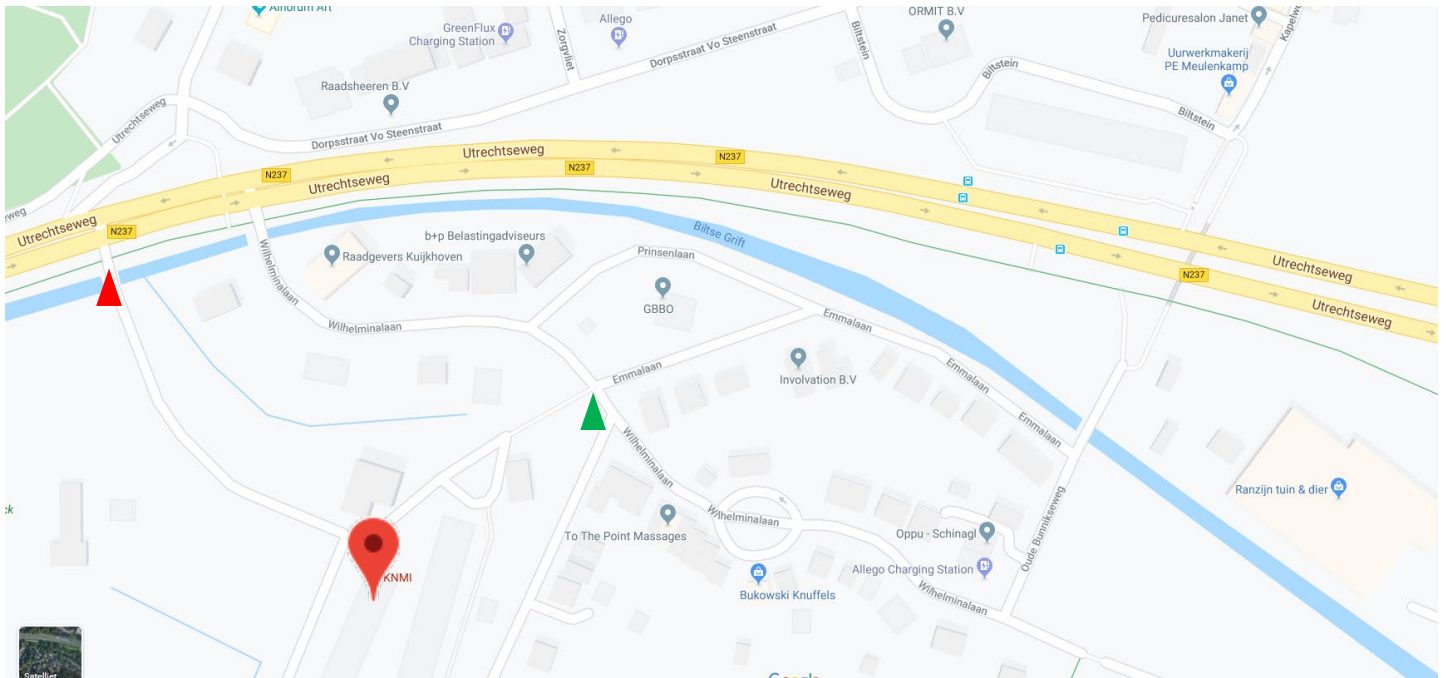 Alhorum Art
GreenFlux
Charging Station
Allego
Zorgvliet
Dorpsstraat Vo Steenstraat
Biltstein
ORMIT B.V
Biltstein
Pedicuresalon Janet
Uurwerkmakerij
PE Meulenkamp
Biltstein
Raadsheeren B.V
Utrechtseweg
Dorpsstraat Vo Steenstraat
Utrechtseweg
N237
N237
N237
Utrechtseweg
Utrechtseweg
Utrechtseweg
N237
Utrechtseweg
N237
Utrechtseweg
Biltse Grift
b+p Belastingadviseurs
Raadgevers Kuijkhoven
Wilhelminalaan
Prinsenlaan
GBBO
Wilhelminalaan
Emmalaan
Emmalaan
Involvation B.V
Emmalaan
Emmalaan
Wilhelminalaan
Ranzijn tuin & dier
To The Point Massages
Wilhelminalaan
Oppu - Schinagl
Oude Bunnikseweg
Allego Charging Station
KNMI
Bukowski Knuffels
Wilhelminalaan
Satelliet
Google